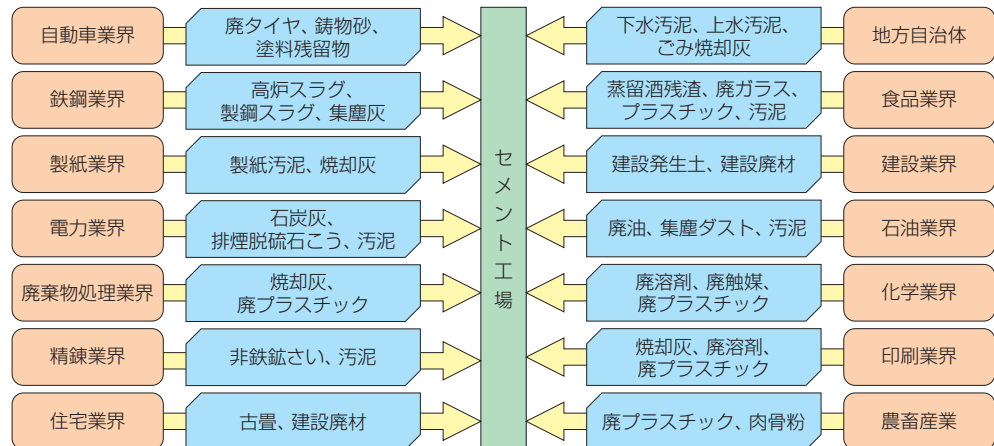 自動車業界
廃タイヤ、鋳物砂、
塗料残留物
鉄鋼業界
高炉スラグ、
製鋼スラグ、集塵灰
製紙業界
製紙汚泥、焼却灰
電力業界
石炭灰、
排煙脱硫石こう、汚泥
廃棄物処理業界
焼却灰、
廃プラスチック
精錬業界
非鉄鉱さい、汚泥
住宅業界
古畳、建設廃材
セメント工場
下水汚泥、上水汚泥、
ごみ焼却灰
地方自治体
蒸留酒残渣、廃ガラス、
プラスチック、汚泥
食品業界
建設発生土、建設廃材
建設業界
廃油、集塵ダスト、汚泥
石油業界
廃溶剤、廃触媒、
廃プラスチック
化学業界
焼却灰、廃溶剤、
廃プラスチック
印刷業界
廃プラスチック、肉骨粉
農畜産業